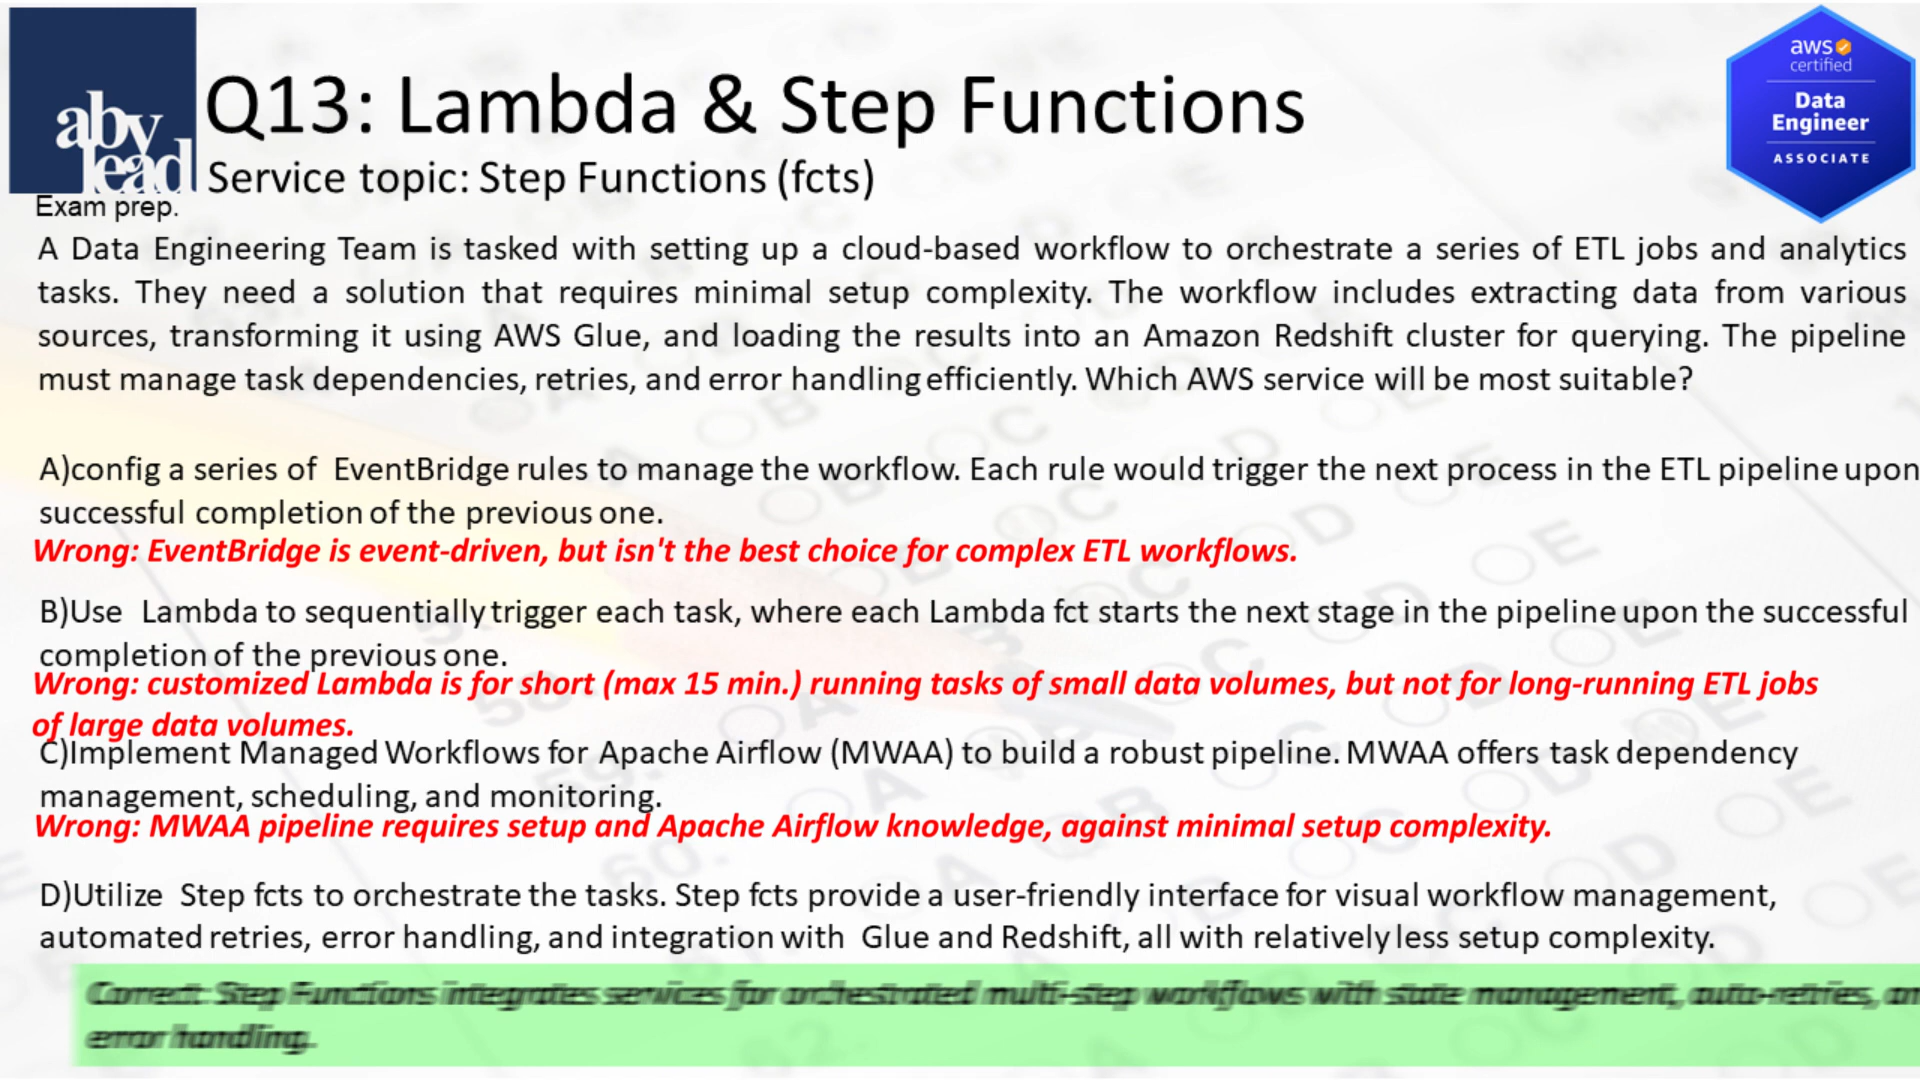 aby
lead
Exam prep.
Q13: Lambda & Step Functions
Service topic: Step Functions (fcts)
aws
certified
Data
Engineer
ASSOCIATE
A Data Engineering Team is tasked with setting up a cloud-based workflow to orchestrate a series of ETL jobs and analytics
tasks. They need a solution that requires minimal setup complexity. The workflow includes extracting data from various
sources, transforming it using AWS Glue, and loading the results into an Amazon Redshift cluster for querying. The pipeline
must manage task dependencies, retries, and error handling efficiently. Which AWS service will be most suitable?
A)config a series of EventBridge rules to manage the workflow. Each rule would trigger the next process in the ETL pipeline upon
successful completion of the previous one.
Wrong: EventBridge is event-driven, but isn't the best choice for complex ETL workflows.
B)Use Lambda to sequentially trigger each task, where each Lambda fct starts the next stage in the pipeline upon the successful
completion of the previous one.
Wrong: customized Lambda is for short (max 15 min.) running tasks of small data volumes, but not for long-running ETL jobs
of large data volumes.
C)Implement Managed Workflows for Apache Airflow (MWAA) to build a robust pipeline. MWAA offers task dependency
management, scheduling, and monitoring.
Wrong: MWAA pipeline requires setup and Apache Airflow knowledge, against minimal setup complexity.
D)Utilize Step fcts to orchestrate the tasks. Step fcts provide a user-friendly interface for visual workflow management,
automated retries, error handling, and integration with Glue and Redshift, all with relatively less setup complexity.
Correct: Step Functions integrates services for orchestrated multi-step workflows with state management, auto-retries,
error handling.